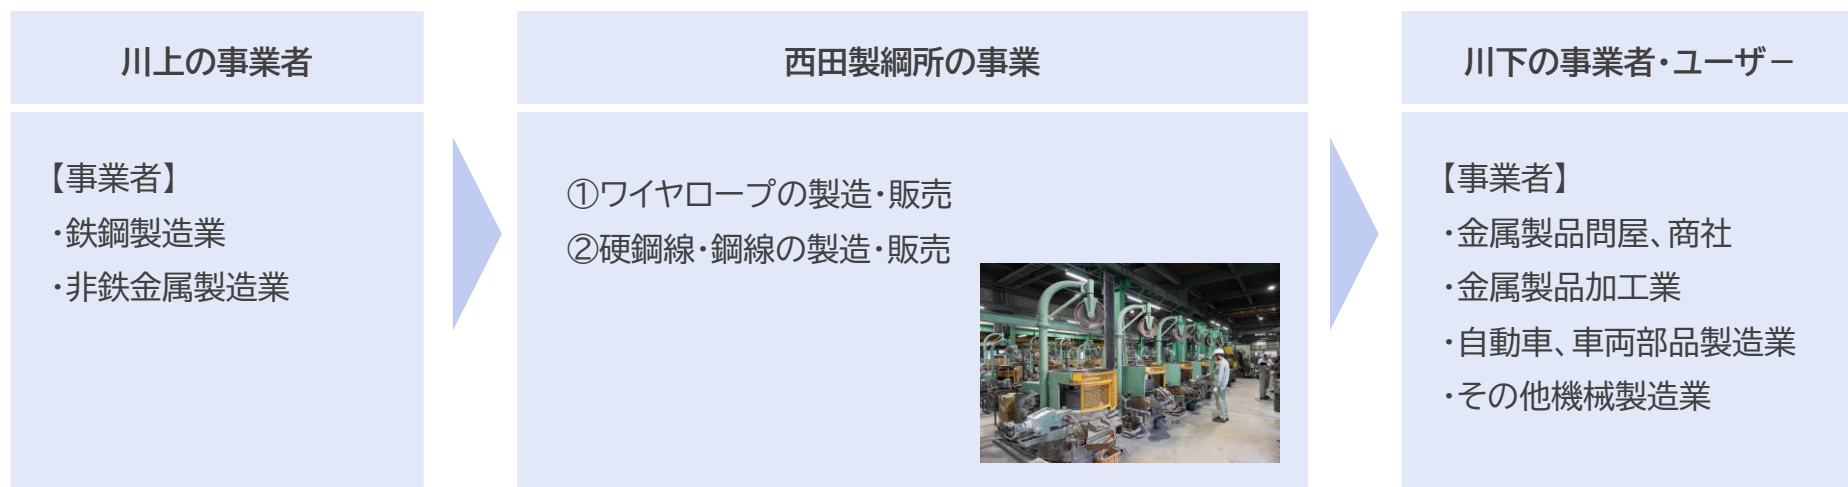 川上の事業者
【事業者】
・鉄鋼製造業
・非鉄金属製造業
西田製綱所の事業
①ワイヤロープの製造・販売
②硬鋼線・鋼線の製造・販売
川下の事業者・ユーザー
【事業者】
・金属製品問屋、商社
・金属製品加工業
・自動車、車両部品製造業
・その他機械製造業